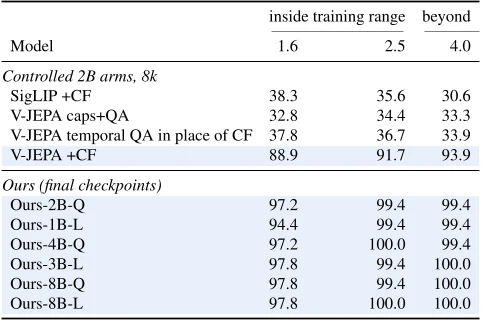 inside training range beyond
Model 1.6 2.5 4.0
Controlled 2B arms, 8k
SigLIP +CF 38.3 35.6 30.6
V-JEPA caps+QA 32.8 34.4 33.3
V-JEPA temporal QA in place of CF 37.8 36.7 33.9
V-JEPA +CF 88.9 91.7 93.9
Ours (final checkpoints)
Ours-2B-Q 97.2 99.4 99.4
Ours-1B-L 94.4 99.4 99.4
Ours-4B-Q 97.2 100.0 99.4
Ours-3B-L 97.8 99.4 100.0
Ours-8B-Q 97.8 99.4 100.0
Ours-8B-L 97.8 100.0 100.0